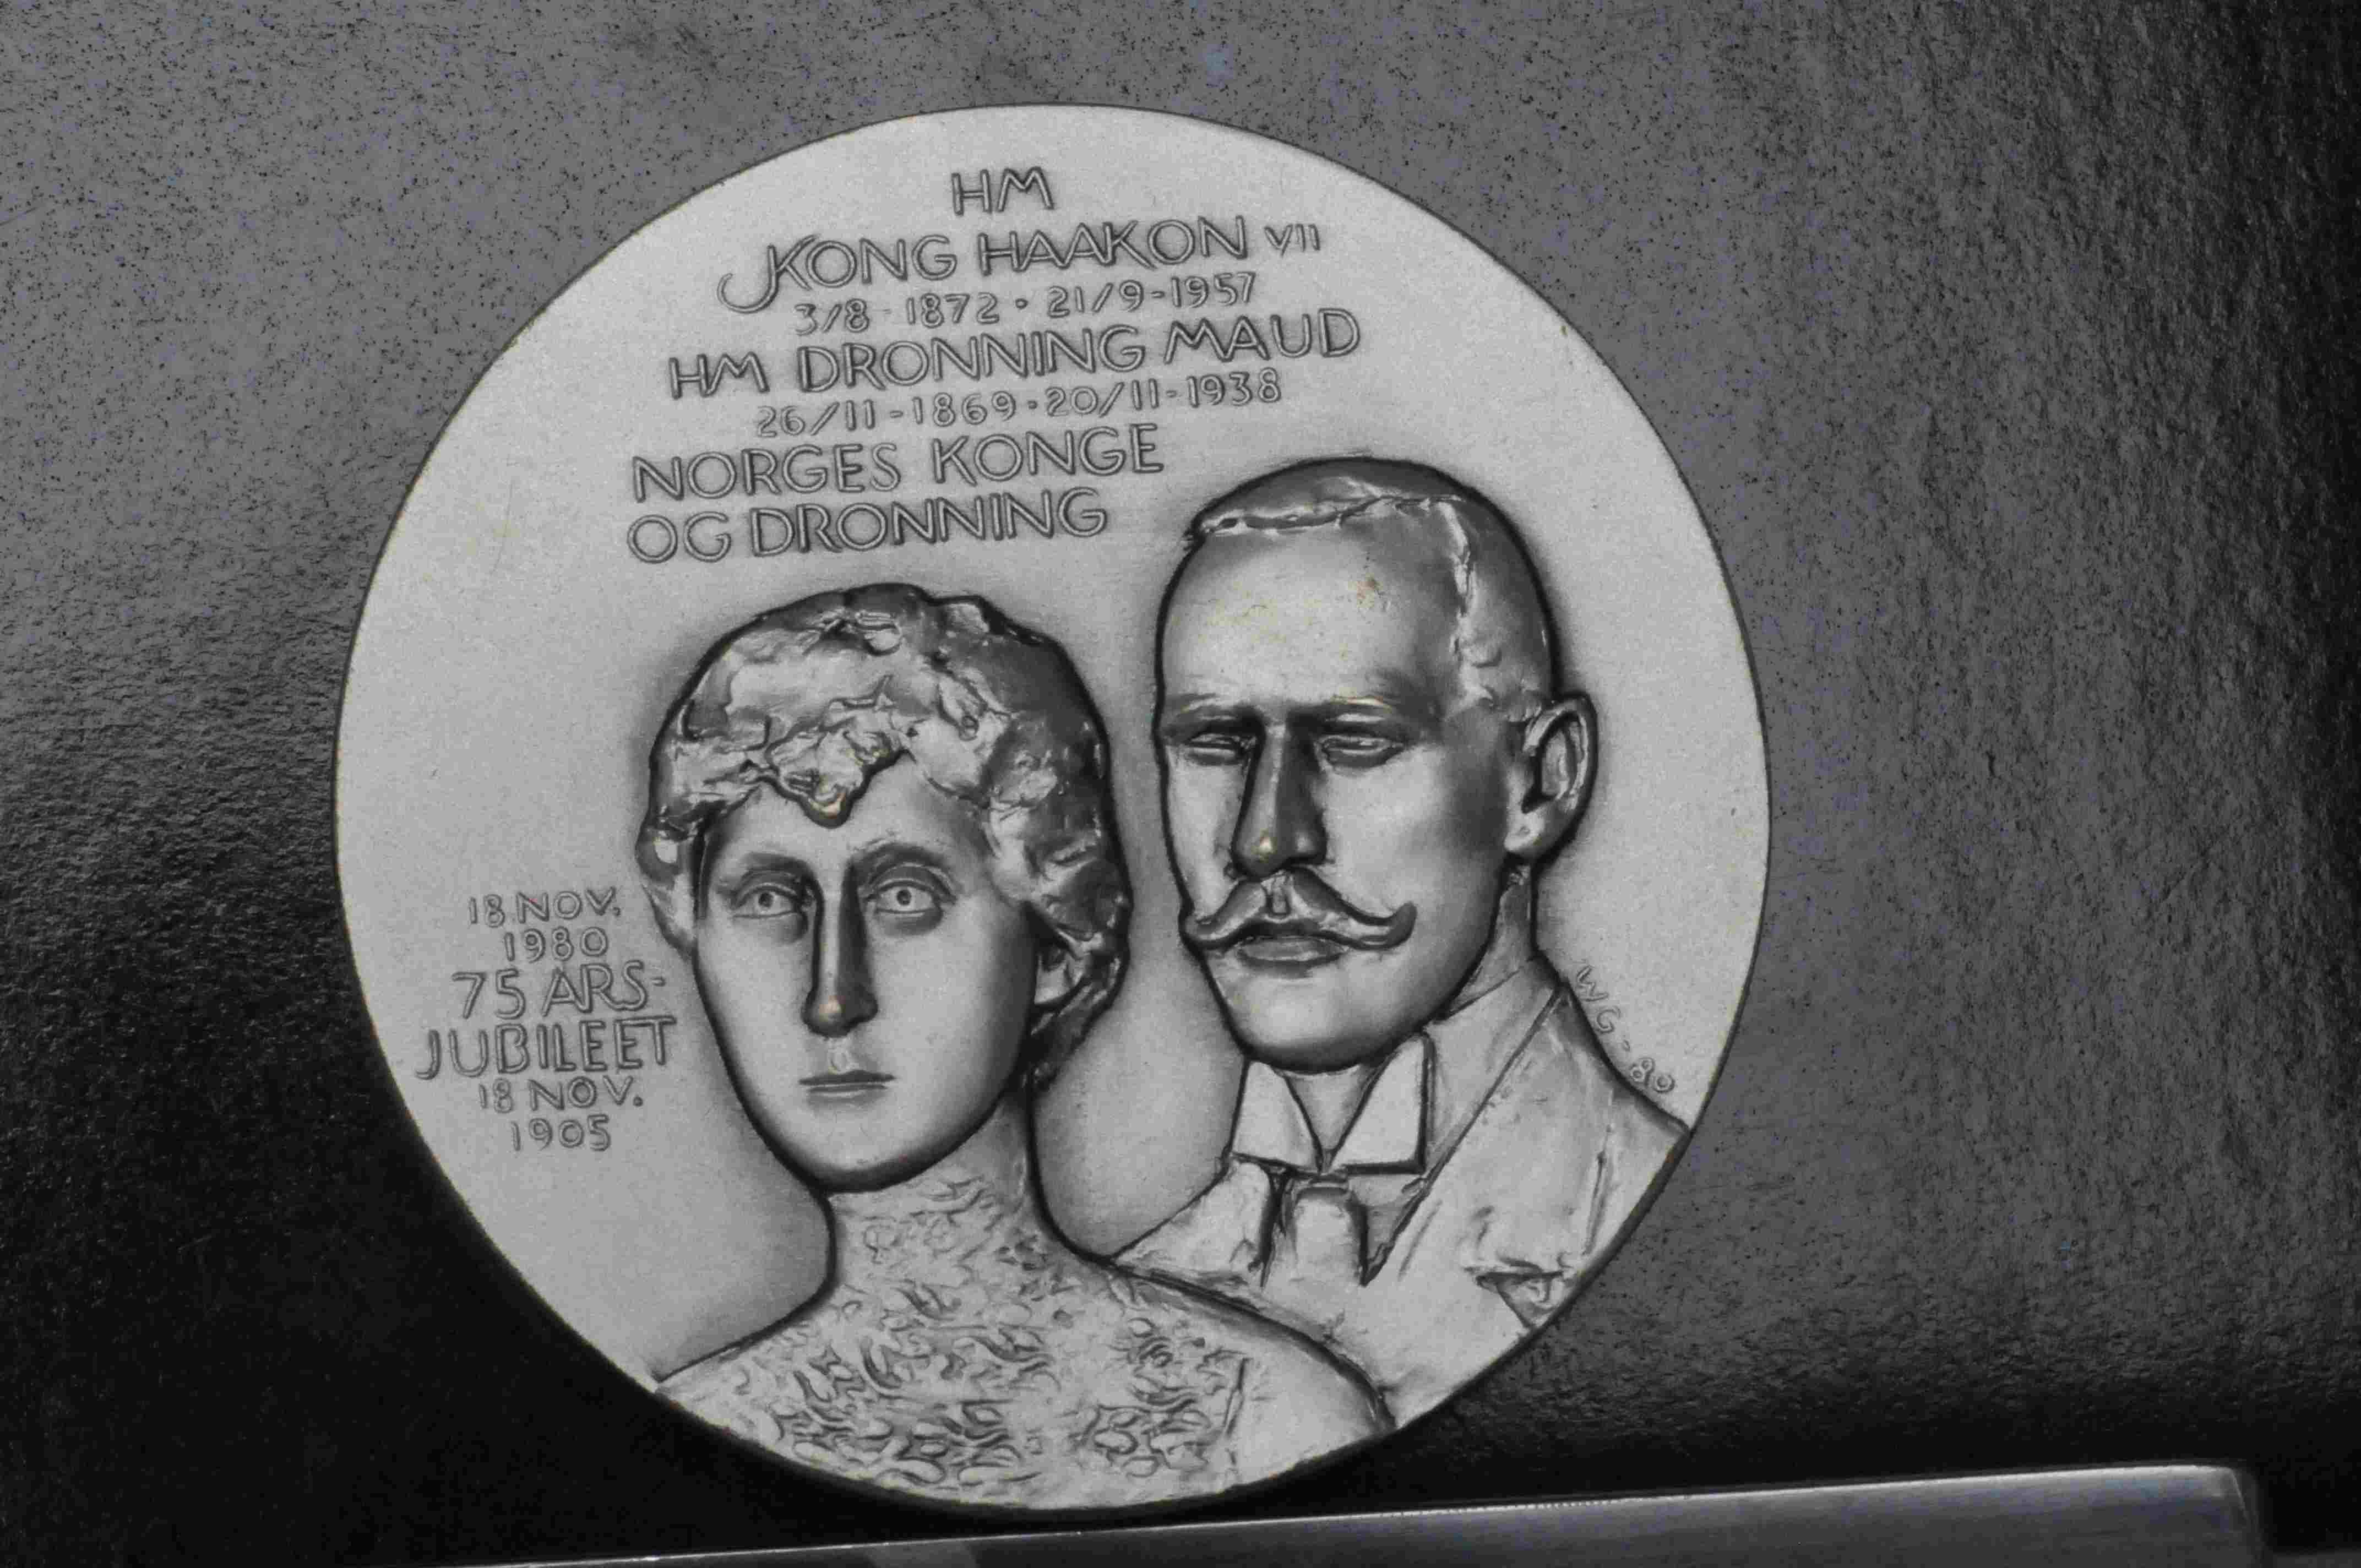 HM
KONG HAAKON VII
3/8 - 1872 • 21/9-1957
HM DRONNING MAUD
26/11-1869•20/11-1938
NORGES KONGE
OG DRONNING
18 NOV.
1980
75 ÅRS-
JUBILEET
18 NOV.
1905
WG-80